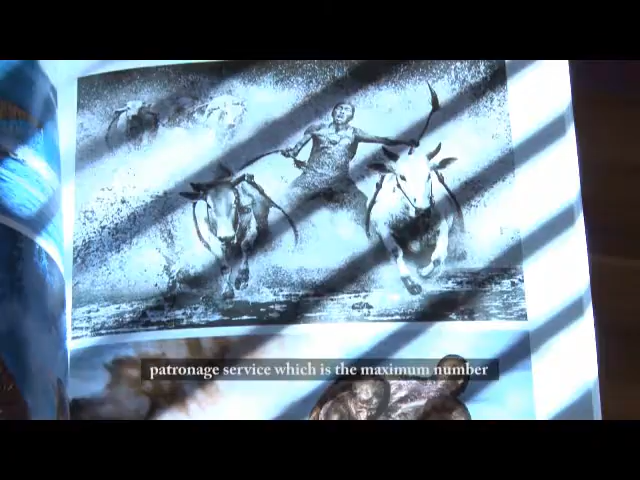 patronage service which is the maximum number